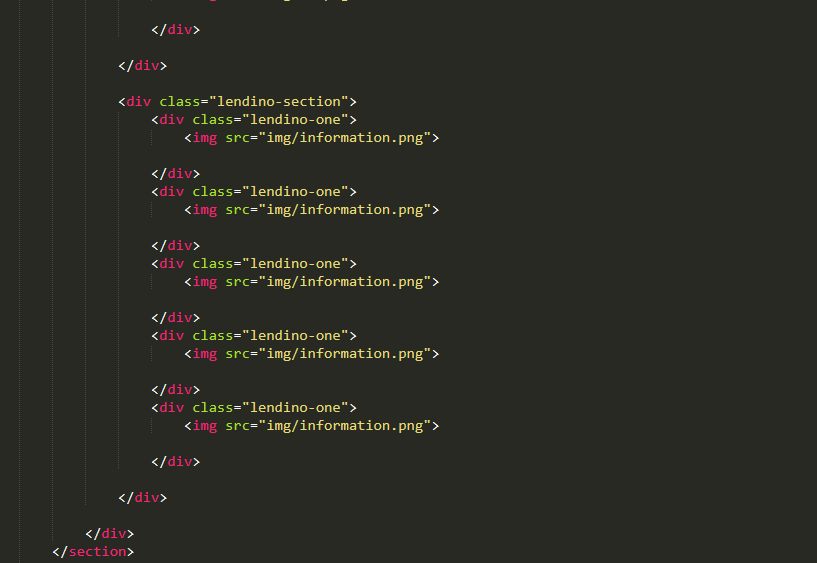 </div>
</div>
<div class="lendino-section">
<div class="lendino-one">
<img src="img/information.png">
</div>
<div class="lendino-one">
<img src="img/information.png">
</div>
<div class="lendino-one">
<img src="img/information.png">
</div>
<div class="lendino-one">
<img src="img/information.png">
</div>
<div class="lendino-one">
<img src="img/information.png">
</div>
</div>
</div>
</section>